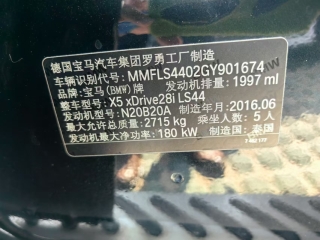 德国宝马汽车集团罗勇工厂制造
车辆识别代号: MMFLS4402GY901674
品牌: 宝马(BMW)牌 发动机排量: 1997 ml
车辆型号: X5 xDrive28i LS44
发动机型号: N20B20A 制造年月: 2016.06
最大允许总质量: 2715 kg 乘坐人数: 5 人
发动机最大净功率: 180 kW 制造国: 泰国